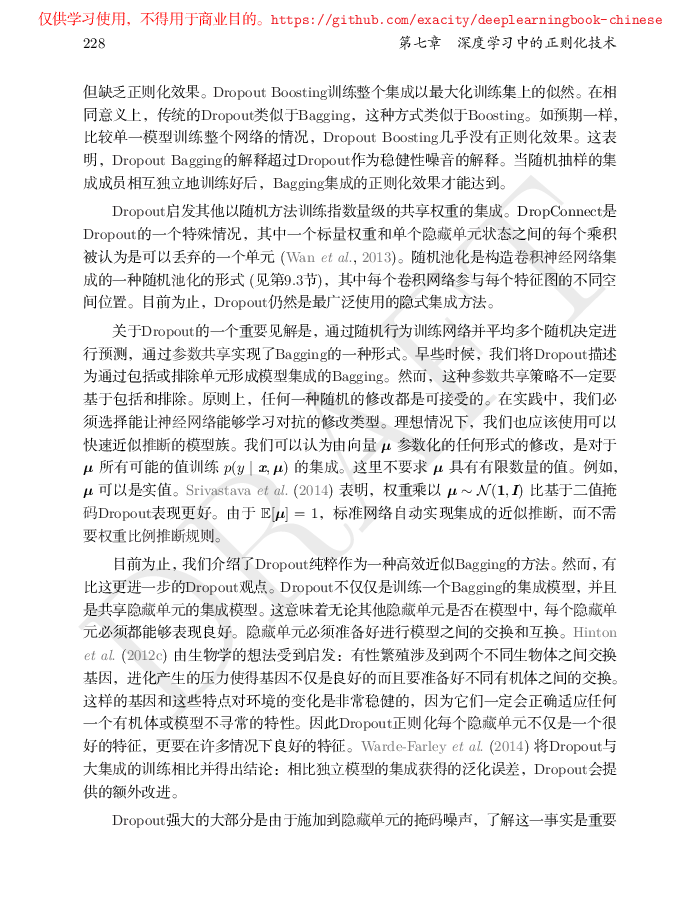 仅供学习使用，不得用于商业目的。https://github.com/exacity/deeplearningbook-chinese
228 第七章 深度学习中的正则化技术
但缺乏正则化效果。Dropout Boosting训练整个集成以最大化训练集上的似然。在相
同意义上，传统的Dropout类似于Bagging，这种方式类似于Boosting。如预期一样，
比较单一模型训练整个网络的情况，Dropout Boosting几乎没有正则化效果。这表
明，Dropout Bagging的解释超过Dropout作为稳健性噪音的解释。当随机抽样的集
成成员相互独立地训练好后，Bagging集成的正则化效果才能达到。
Dropout启发其他以随机方法训练指数量级的共享权重的集成。DropConnect是
Dropout的一个特殊情况，其中一个标量权重和单个隐藏单元状态之间的每个乘积
被认为是可以丢弃的一个单元 (Wan et al., 2013)。随机池化是构造卷积神经网络集
成的一种随机池化的形式 (见第9.3节)，其中每个卷积网络参与每个特征图的不同空
间位置。目前为止，Dropout仍然是最广泛使用的隐式集成方法。
关于Dropout的一个重要见解是，通过随机行为训练网络并平均多个随机决定进
行预测，通过参数共享实现了Bagging的一种形式。早些时候，我们将Dropout描述
为通过包括或排除单元形成模型集成的Bagging。然而，这种参数共享策略不一定要
基于包括和排除。原则上，任何一种随机的修改都是可接受的。在实践中，我们必
须选择能让神经网络能够学习对抗的修改类型。理想情况下，我们也应该使用可以
快速近似推断的模型族。我们可以认为由向量 μ 参数化的任何形式的修改，是对于
μ 所有可能的值训练 p(y | x, μ) 的集成。这里不要求 μ 具有有限数量的值。例如，
μ 可以是实值。Srivastava et al. (2014) 表明，权重乘以 μ ∼ N(1, I) 比基于二值掩
码Dropout表现更好。由于 𝔼[μ] = 1，标准网络自动实现集成的近似推断，而不需
要权重比例推断规则。
目前为止，我们介绍了Dropout纯粹作为一种高效近似Bagging的方法。然而，有
比这更进一步的Dropout观点。Dropout不仅仅是训练一个Bagging的集成模型，并且
是共享隐藏单元的集成模型。这意味着无论其他隐藏单元是否在模型中，每个隐藏单
元必须都能够表现良好。隐藏单元必须准备好进行模型之间的交换和互换。Hinton
et al. (2012c) 由生物学的想法受到启发：有性繁殖涉及到两个不同生物体之间交换
基因，进化产生的压力使得基因不仅是良好的而且要准备好不同有机体之间的交换。
这样的基因和这些特点对环境的变化是非常稳健的，因为它们一定会正确适应任何
一个有机体或模型不寻常的特性。因此Dropout正则化每个隐藏单元不仅是一个很
好的特征，更要在许多情况下良好的特征。Warde-Farley et al. (2014) 将Dropout与
大集成的训练相比并得出结论：相比独立模型的集成获得的泛化误差，Dropout会提
供的额外改进。
Dropout强大的大部分是由于施加到隐藏单元的掩码噪声，了解这一事实是重要
DRAFT